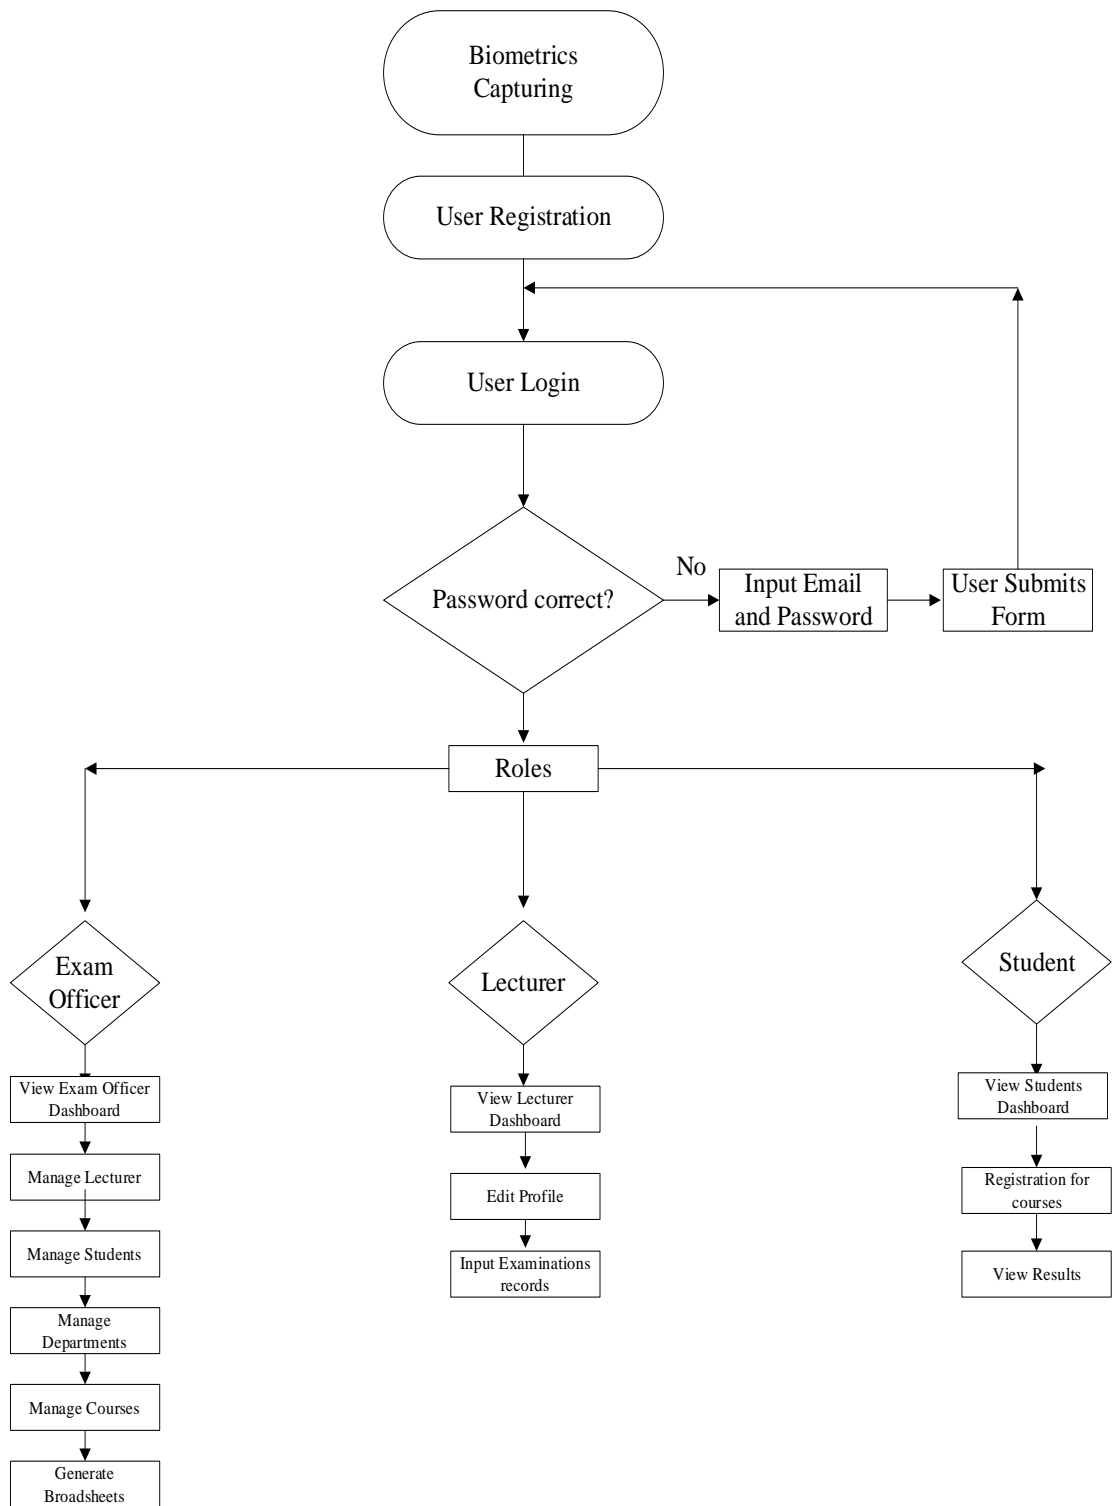 Biometrics
Capturing
User Registration
User Login
Password correct?
No
Input Email
and Password
User Submits
Form
Roles
Exam
Officer
Lecturer
Student
View Exam Officer
Dashboard
Manage Lecturer
Manage Students
Manage
Departments
Manage Courses
Generate
Broadsheets
View Lecturer
Dashboard
Edit Profile
Input Examinations
records
View Students
Dashboard
Registration for
courses
View Results